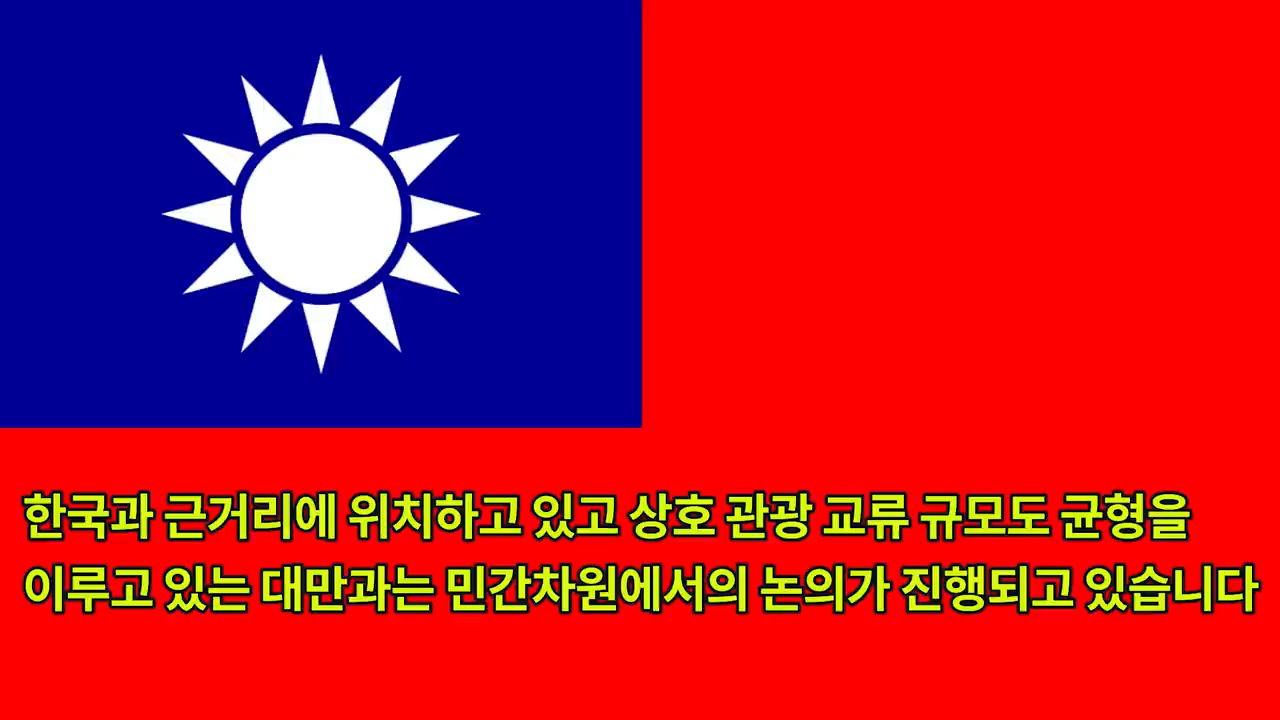 한국과 근거리에 위치하고 있고 상호 관광 교류 규모도 균형을
이루고 있는 대만과는 민간차원에서의 논의가 진행되고 있습니다